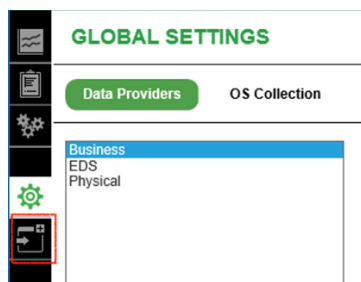 GLOBAL SETTINGS
Data Providers OS Collection
Business
EDS
Physical